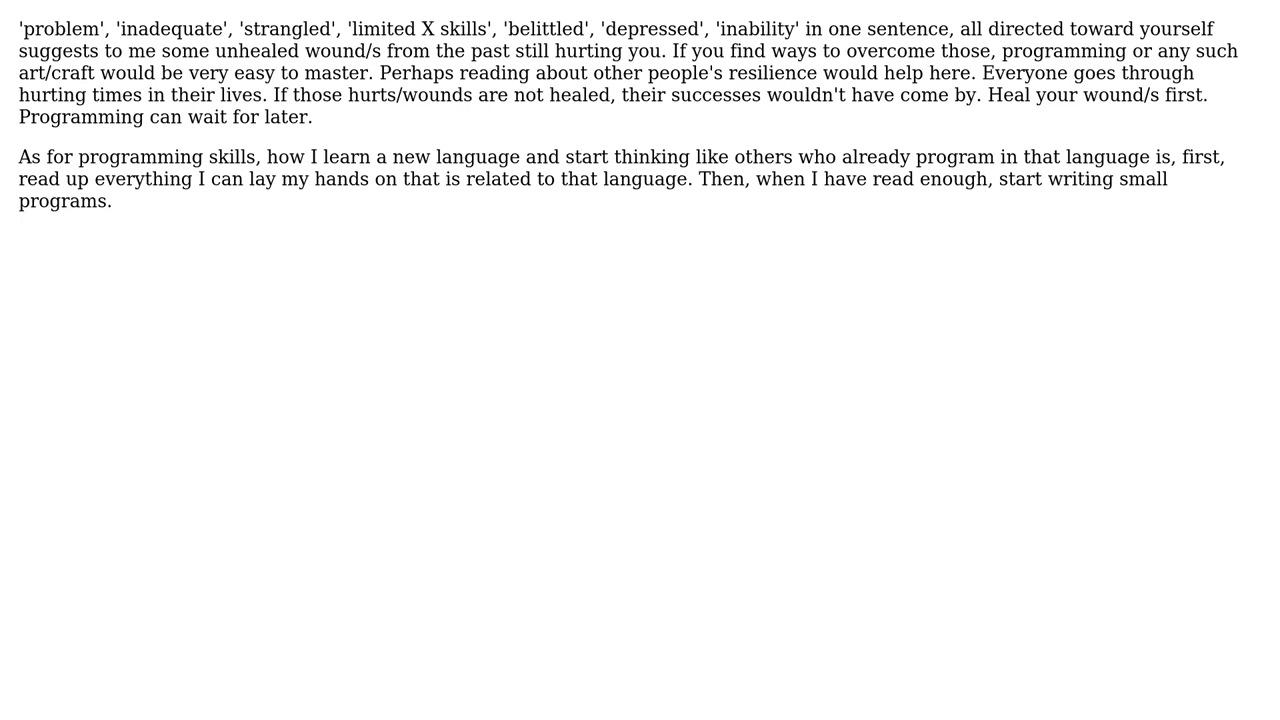 'problem', 'inadequate', 'strangled', 'limited X skills', 'belittled', 'depressed', 'inability' in one sentence, all directed toward yourself
suggests to me some unhealed wound/s from the past still hurting you. If you find ways to overcome those, programming or any such
art/craft would be very easy to master. Perhaps reading about other people's resilience would help here. Everyone goes through
hurting times in their lives. If those hurts/wounds are not healed, their successes wouldn't have come by. Heal your wound/s first.
Programming can wait for later.
As for programming skills, how I learn a new language and start thinking like others who already program in that language is, first,
read up everything I can lay my hands on that is related to that language. Then, when I have read enough, start writing small
programs.